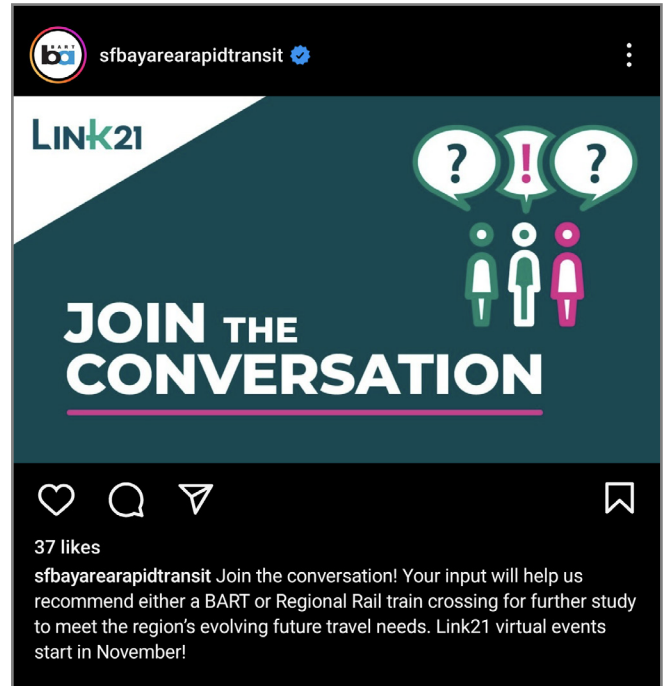 BART
ba
sfbayarearapidtransit
LINK21
? ! ?
JOIN THE
CONVERSATION
37 likes
sfbayarearapidtransit Join the conversation! Your input will help us
recommend either a BART or Regional Rail train crossing for further study
to meet the region's evolving future travel needs. Link21 virtual events
start in November!